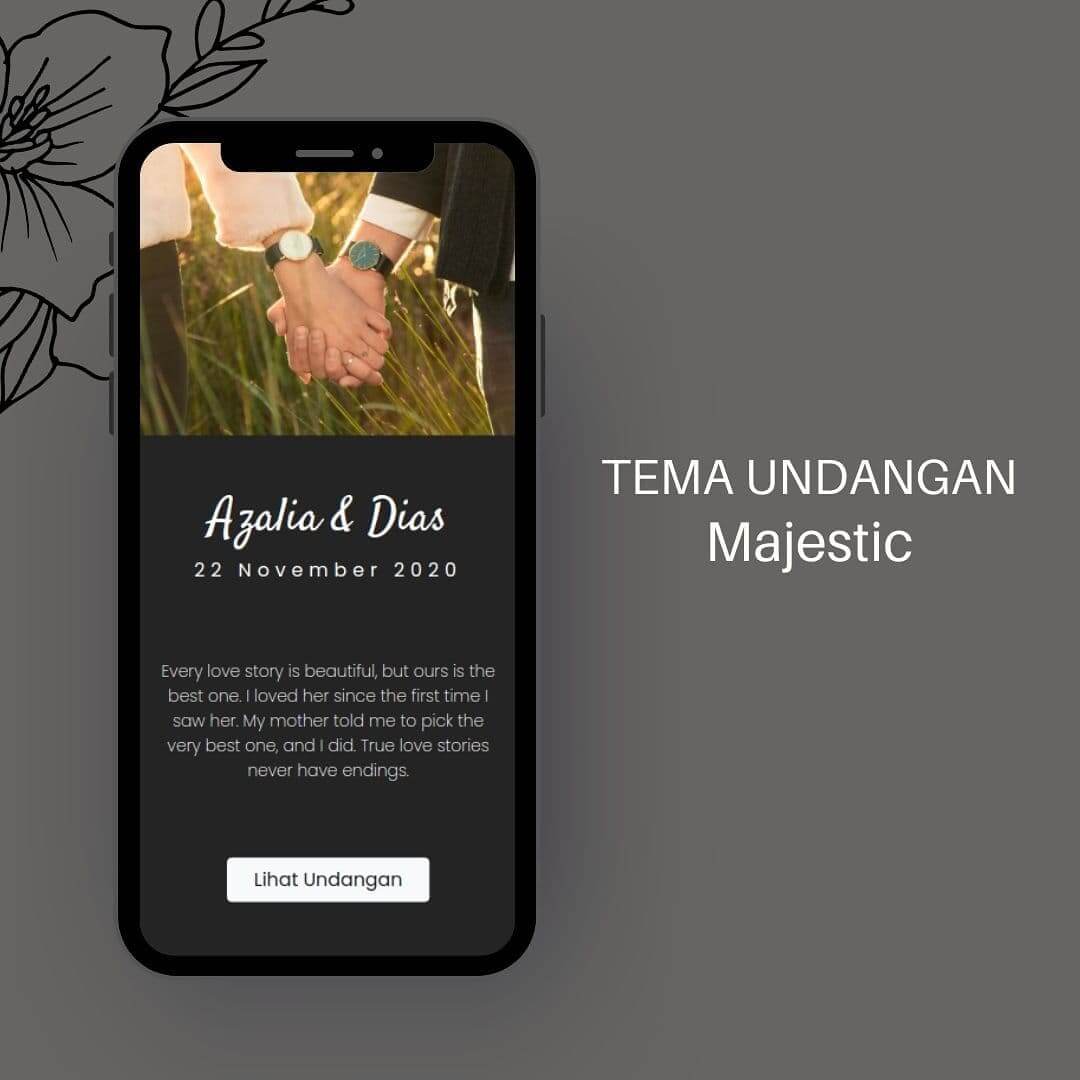 Azalia & Dias
22 November 2020
Every love story is beautiful, but ours is the
best one. I loved her since the first time I
saw her. My mother told me to pick the
very best one, and I did. True love stories
never have endings.
Lihat Undangan
TEMA UNDANGAN
Majestic